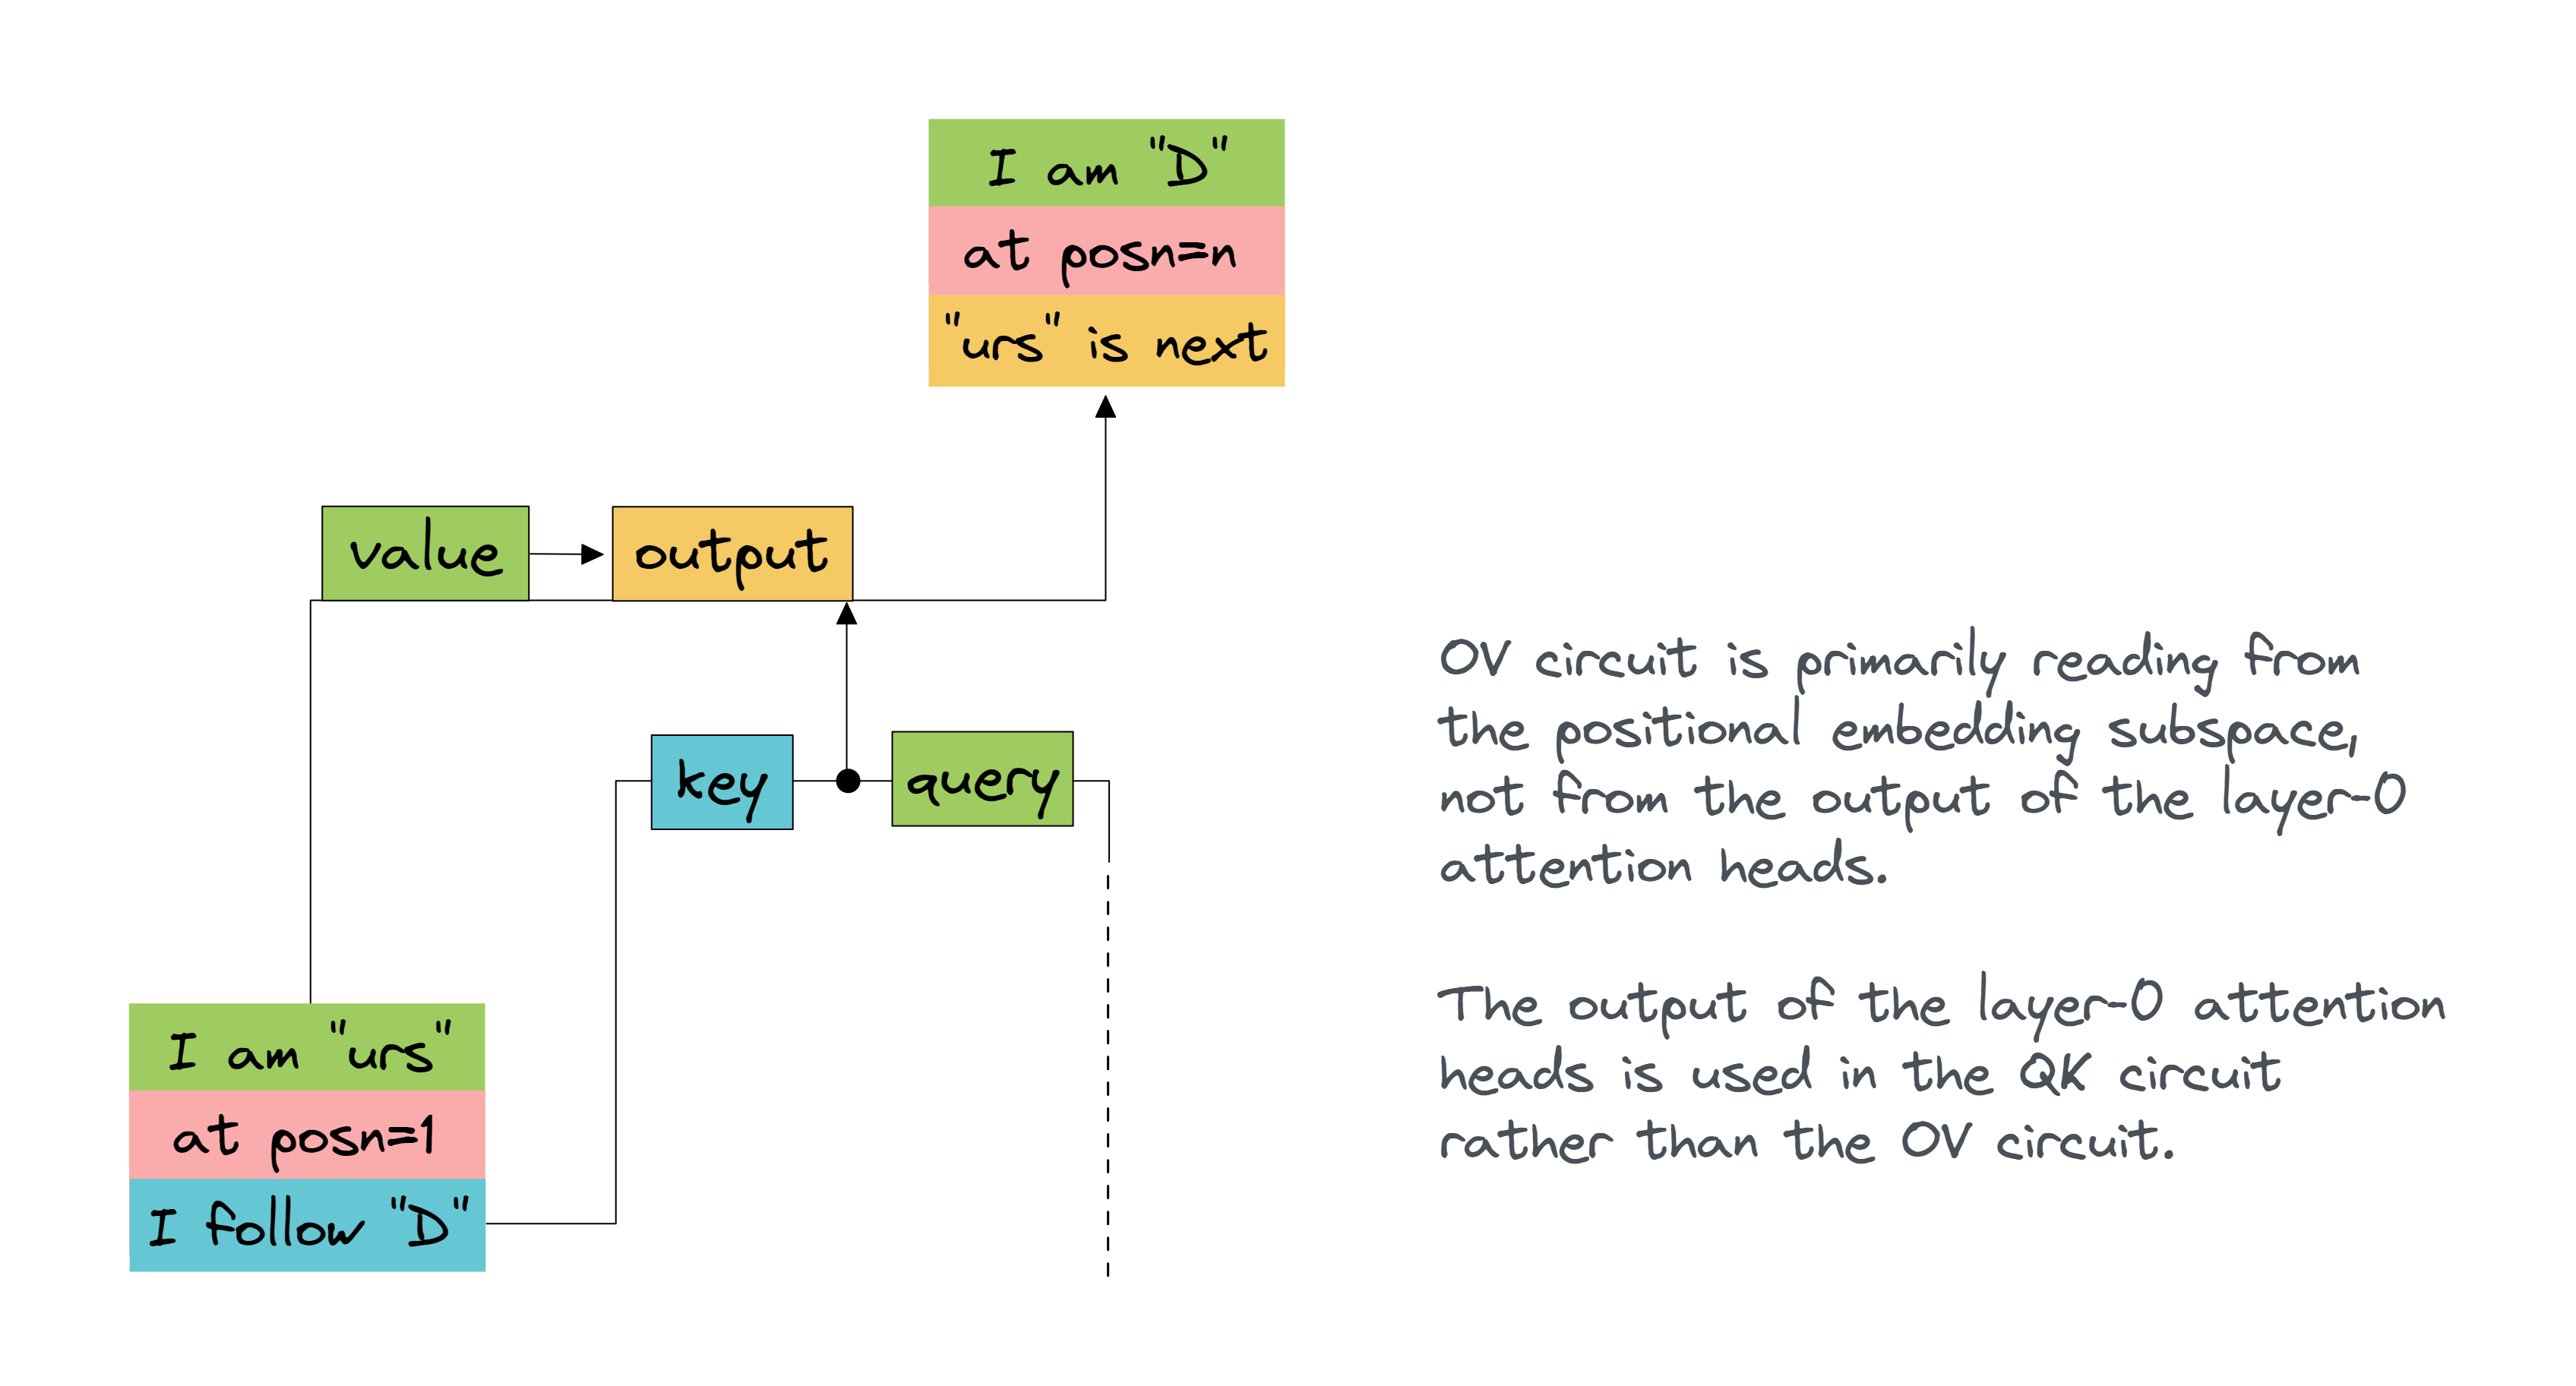 I am "D"
at posn=n
"urs" is next
value
output
key
query
I am "urs"
at posn=1
I follow "D"
OV circuit is primarily reading from
the positional embedding subspace,
not from the output of the layer-0
attention heads.
The output of the layer-0 attention
heads is used in the QK circuit
rather than the OV circuit.